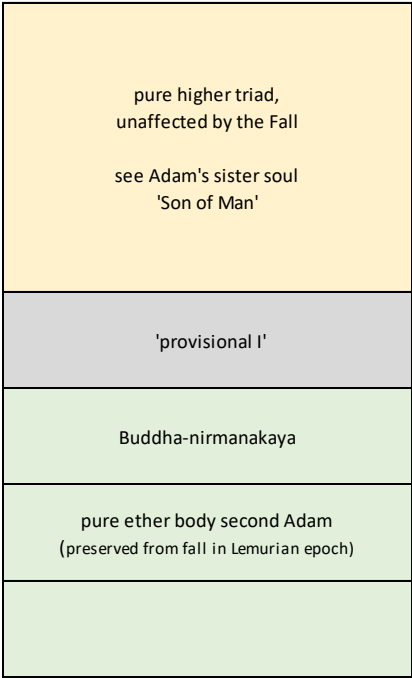 pure higher triad,
unaffected by the Fall
see Adam's sister soul
'Son of Man'
'provisional I'
Buddha-nirmanakaya
pure ether body second Adam
(preserved from fall in Lemurian epoch)